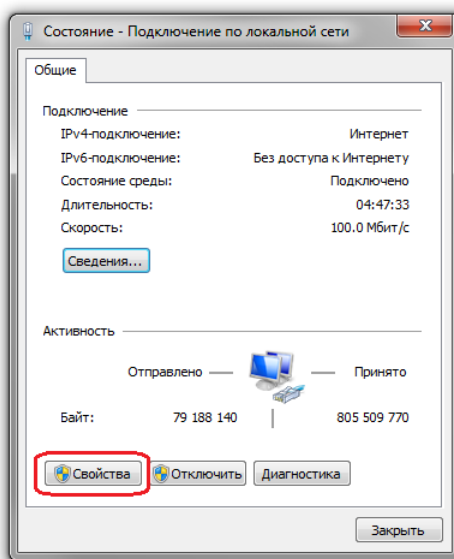 Состояние - Подключение по локальной сети
Общие
Подключение
IPv4-подключение: Интернет
IPv6-подключение: Без доступа к Интернету
Состояние среды: Подключено
Длительность: 04:47:33
Скорость: 100.0 Мбит/с
Сведения...
Активность
Отправлено — — Принято
Байт: 79 188 140 | 805 509 770
Свойства Отключить Диагностика
Закрыть